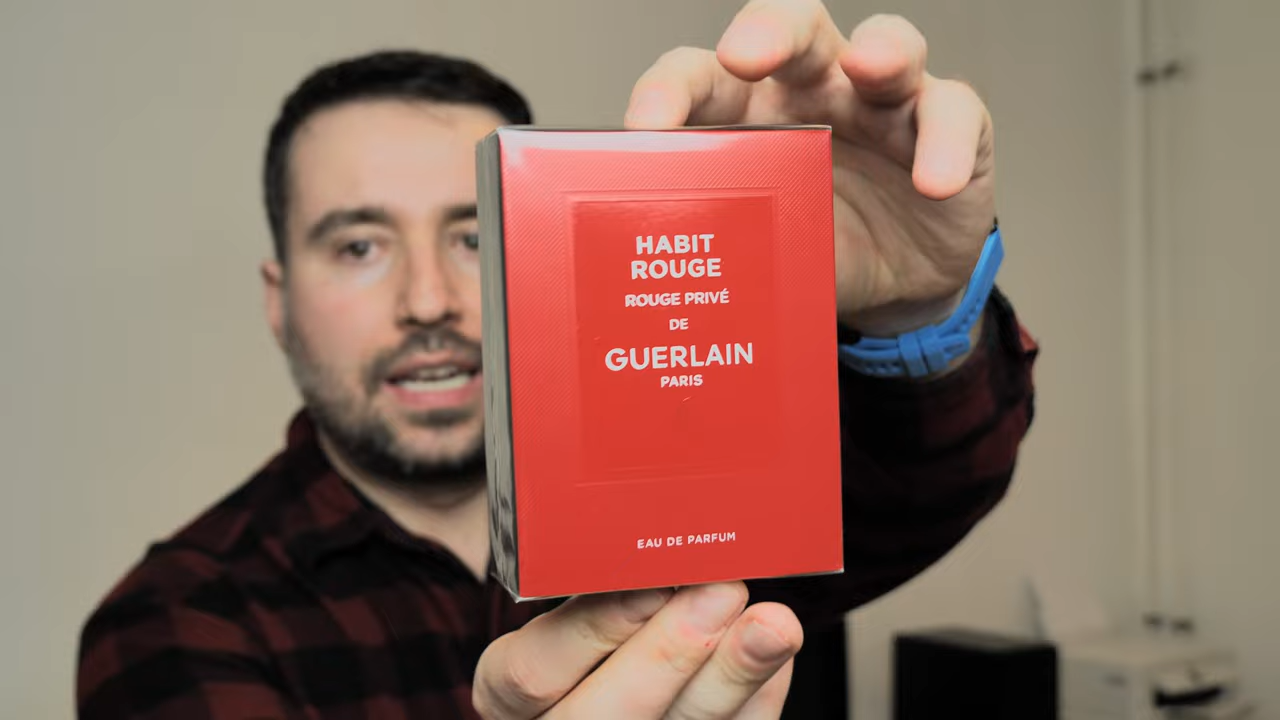 HABIT
ROUGE
ROUGE PRIVÉ
DE
GUERLAIN
PARIS
EAU DE PARFUM